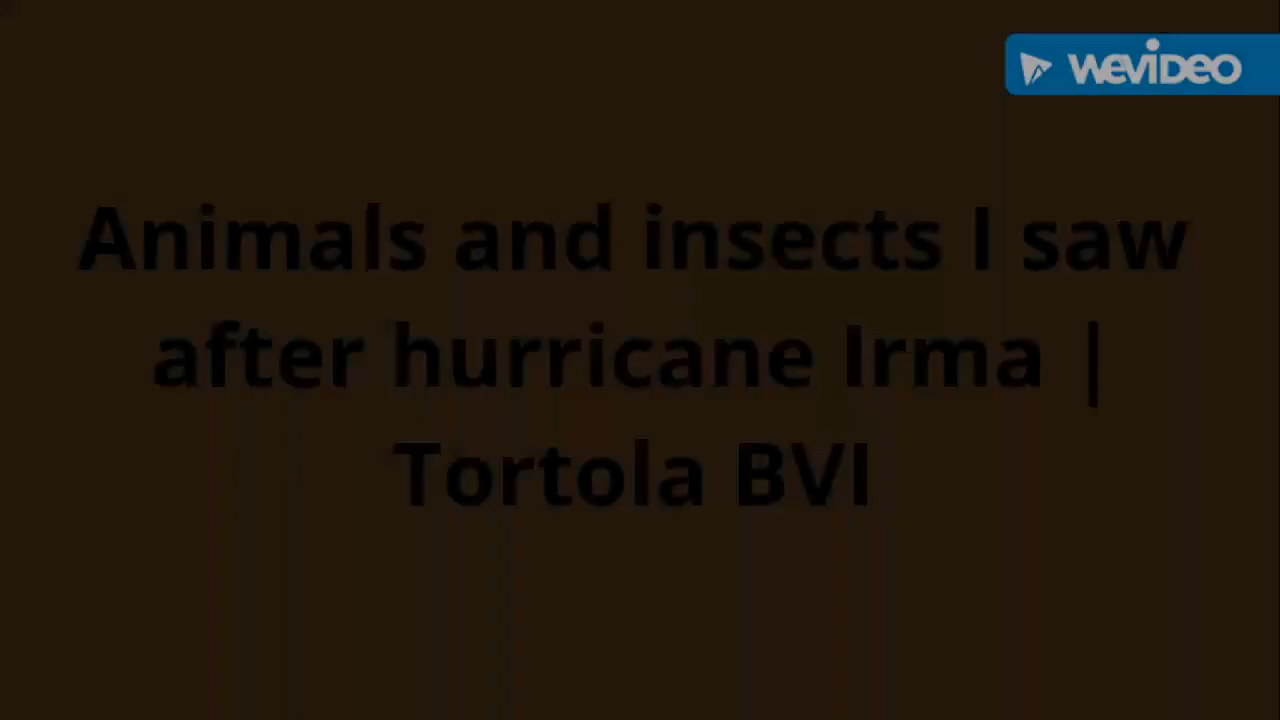 WEVIDEO
Animals and insects I saw
after hurricane Irma |
Tortola BVI